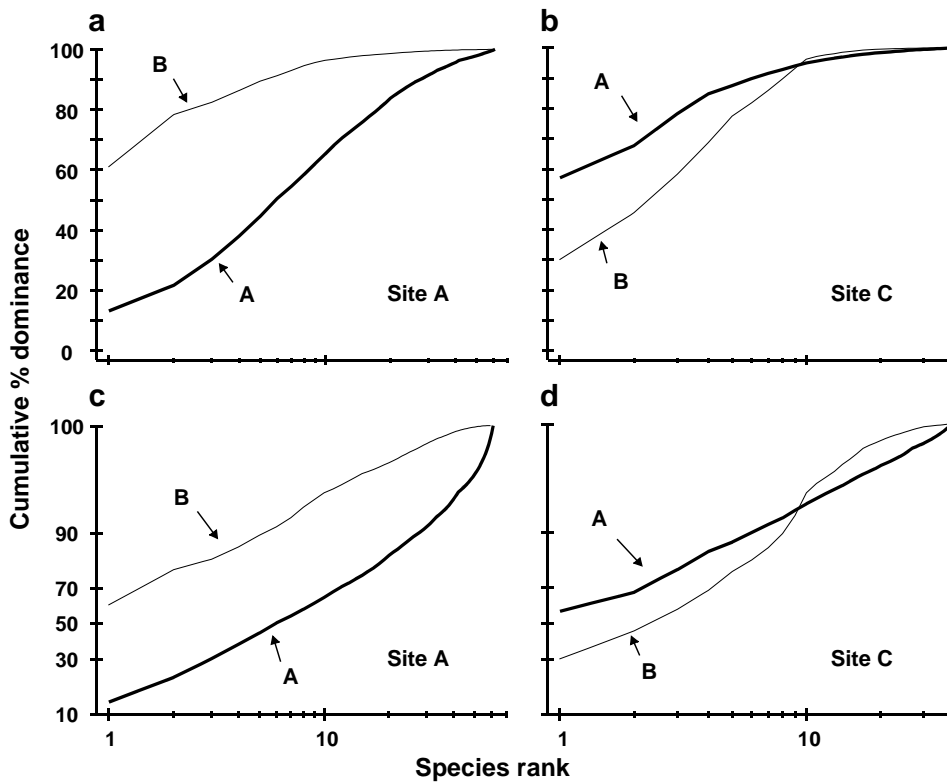 a
b
100
80
60
40
20
0
B
A
Site A
A
B
Site C
Cumulative % dominance
c
d
100
90
70
50
30
10
B
A
Site A
A
B
Site C
1
10
1
10
Species rank